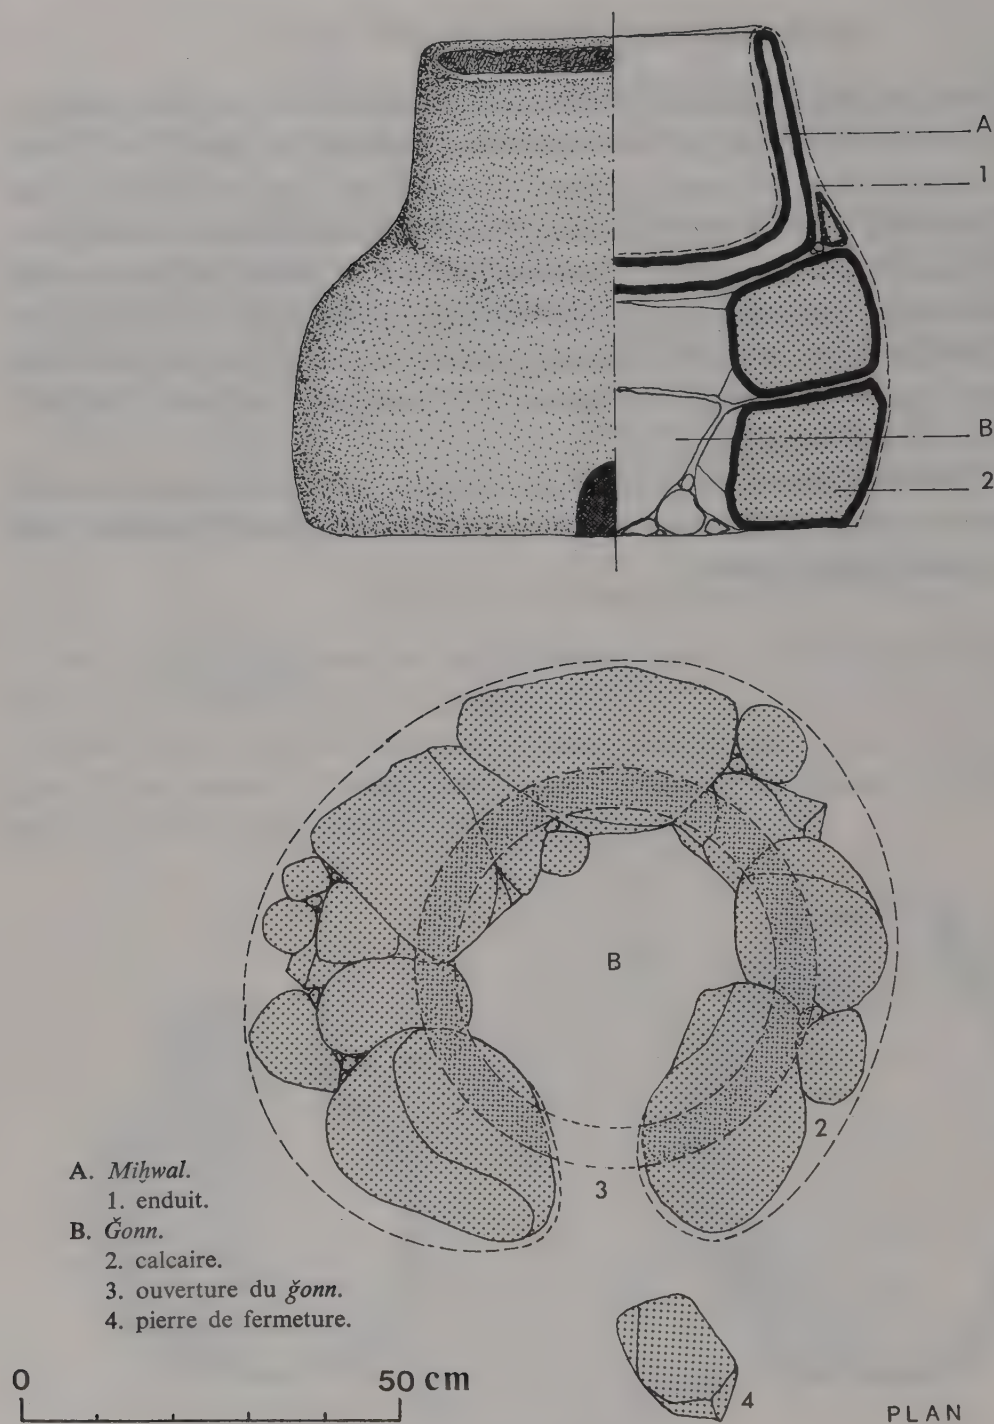 A
1
B
2
B
2
3
A. Miḫwal.
1. enduit.
B. Ǧonn.
2. calcaire.
3. ouverture du ǧonn.
4. pierre de fermeture.
0 50 cm
4
PLAN